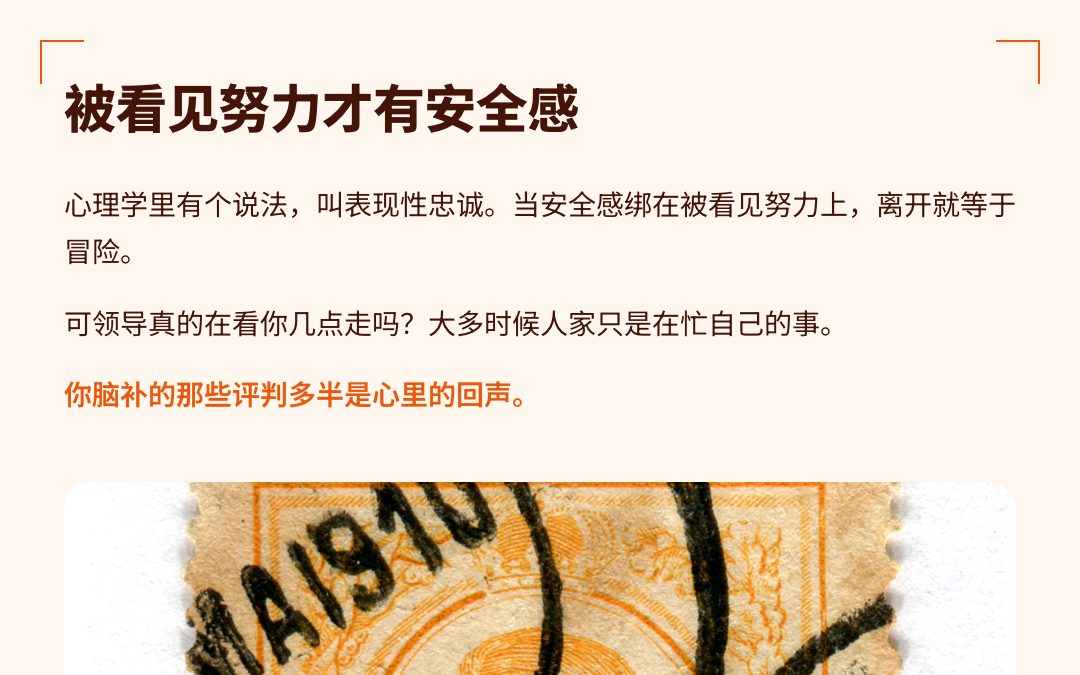 被看见努力才有安全感
心理学里有个说法，叫表现性忠诚。当安全感绑在被看见努力上，离开就等于
冒险。
可领导真的在看你几点走吗？大多时候人家只是在忙自己的事。
你脑补的那些评判多半是心里的回声。
MAI910